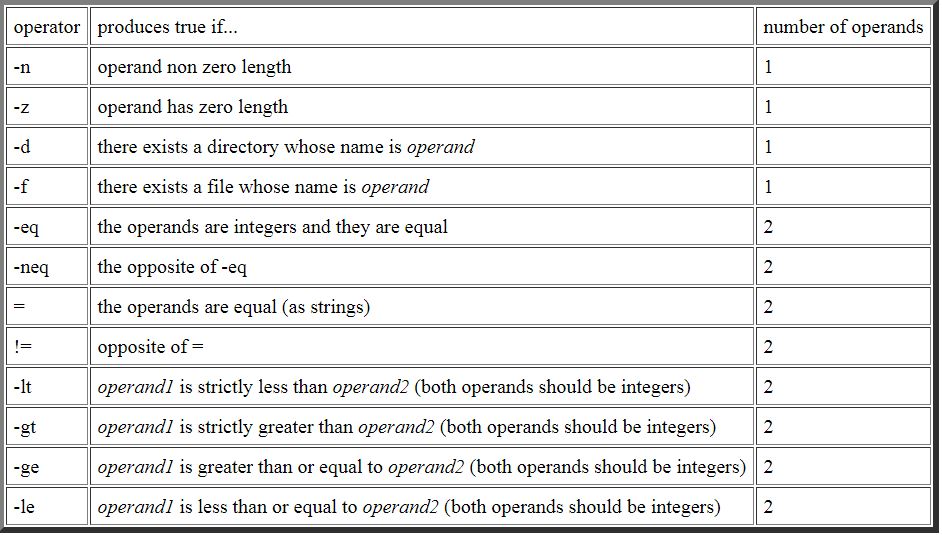 operator produces true if... number of operands
-n operand non zero length 1
-z operand has zero length 1
-d there exists a directory whose name is operand 1
-f there exists a file whose name is operand 1
-eq the operands are integers and they are equal 2
-neq the opposite of -eq 2
= the operands are equal (as strings) 2
!= opposite of = 2
-lt operand1 is strictly less than operand2 (both operands should be integers) 2
-gt operand1 is strictly greater than operand2 (both operands should be integers) 2
-ge operand1 is greater than or equal to operand2 (both operands should be integers) 2
-le operand1 is less than or equal to operand2 (both operands should be integers) 2